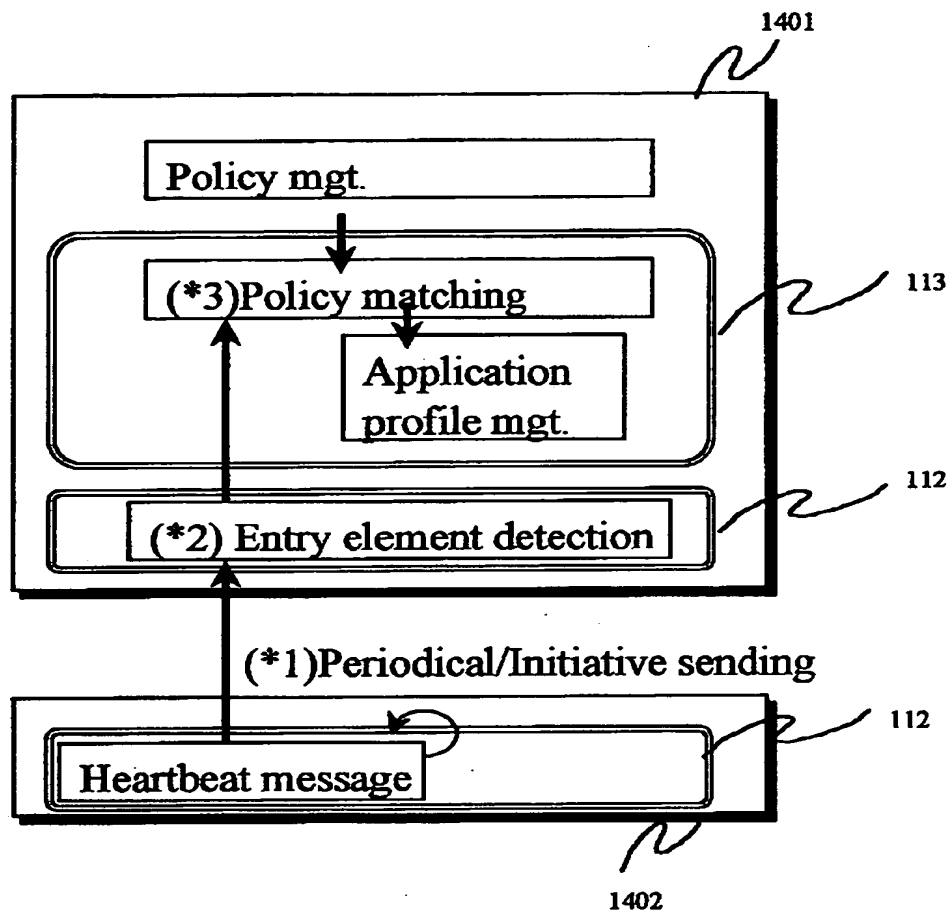 1401
Policy mgt.
(*3)Policy matching
113
Application
profile mgt.
112
(*2) Entry element detection
(*1)Periodical/Initiative sending
112
Heartbeat message
1402